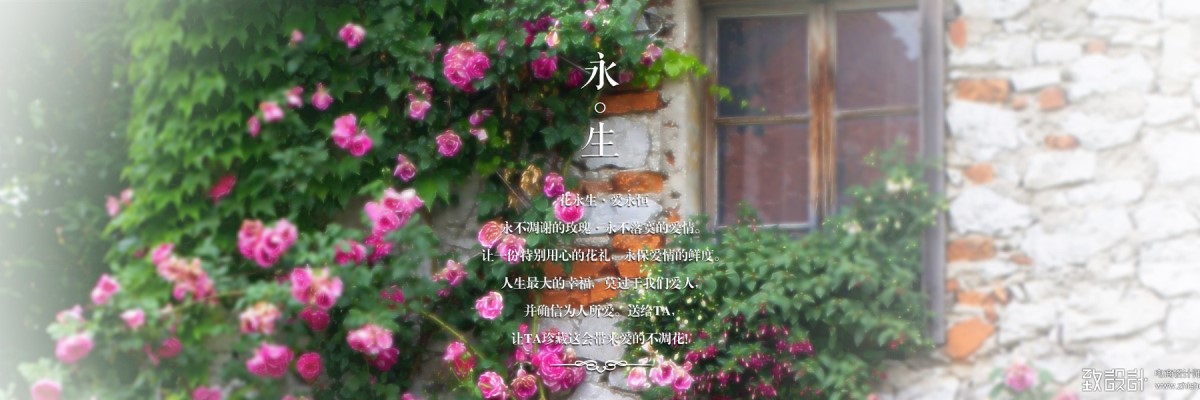 永。生
花永生·爱永恒
永不凋谢的玫瑰·永不落寞的爱情。
让一份特别用心的花礼、永保爱情的鲜度。
人生最大的幸福·莫过于我们爱人,
并确信为人所爱·送给TA,
让TA珍藏这会带来爱的不凋花!
致設計